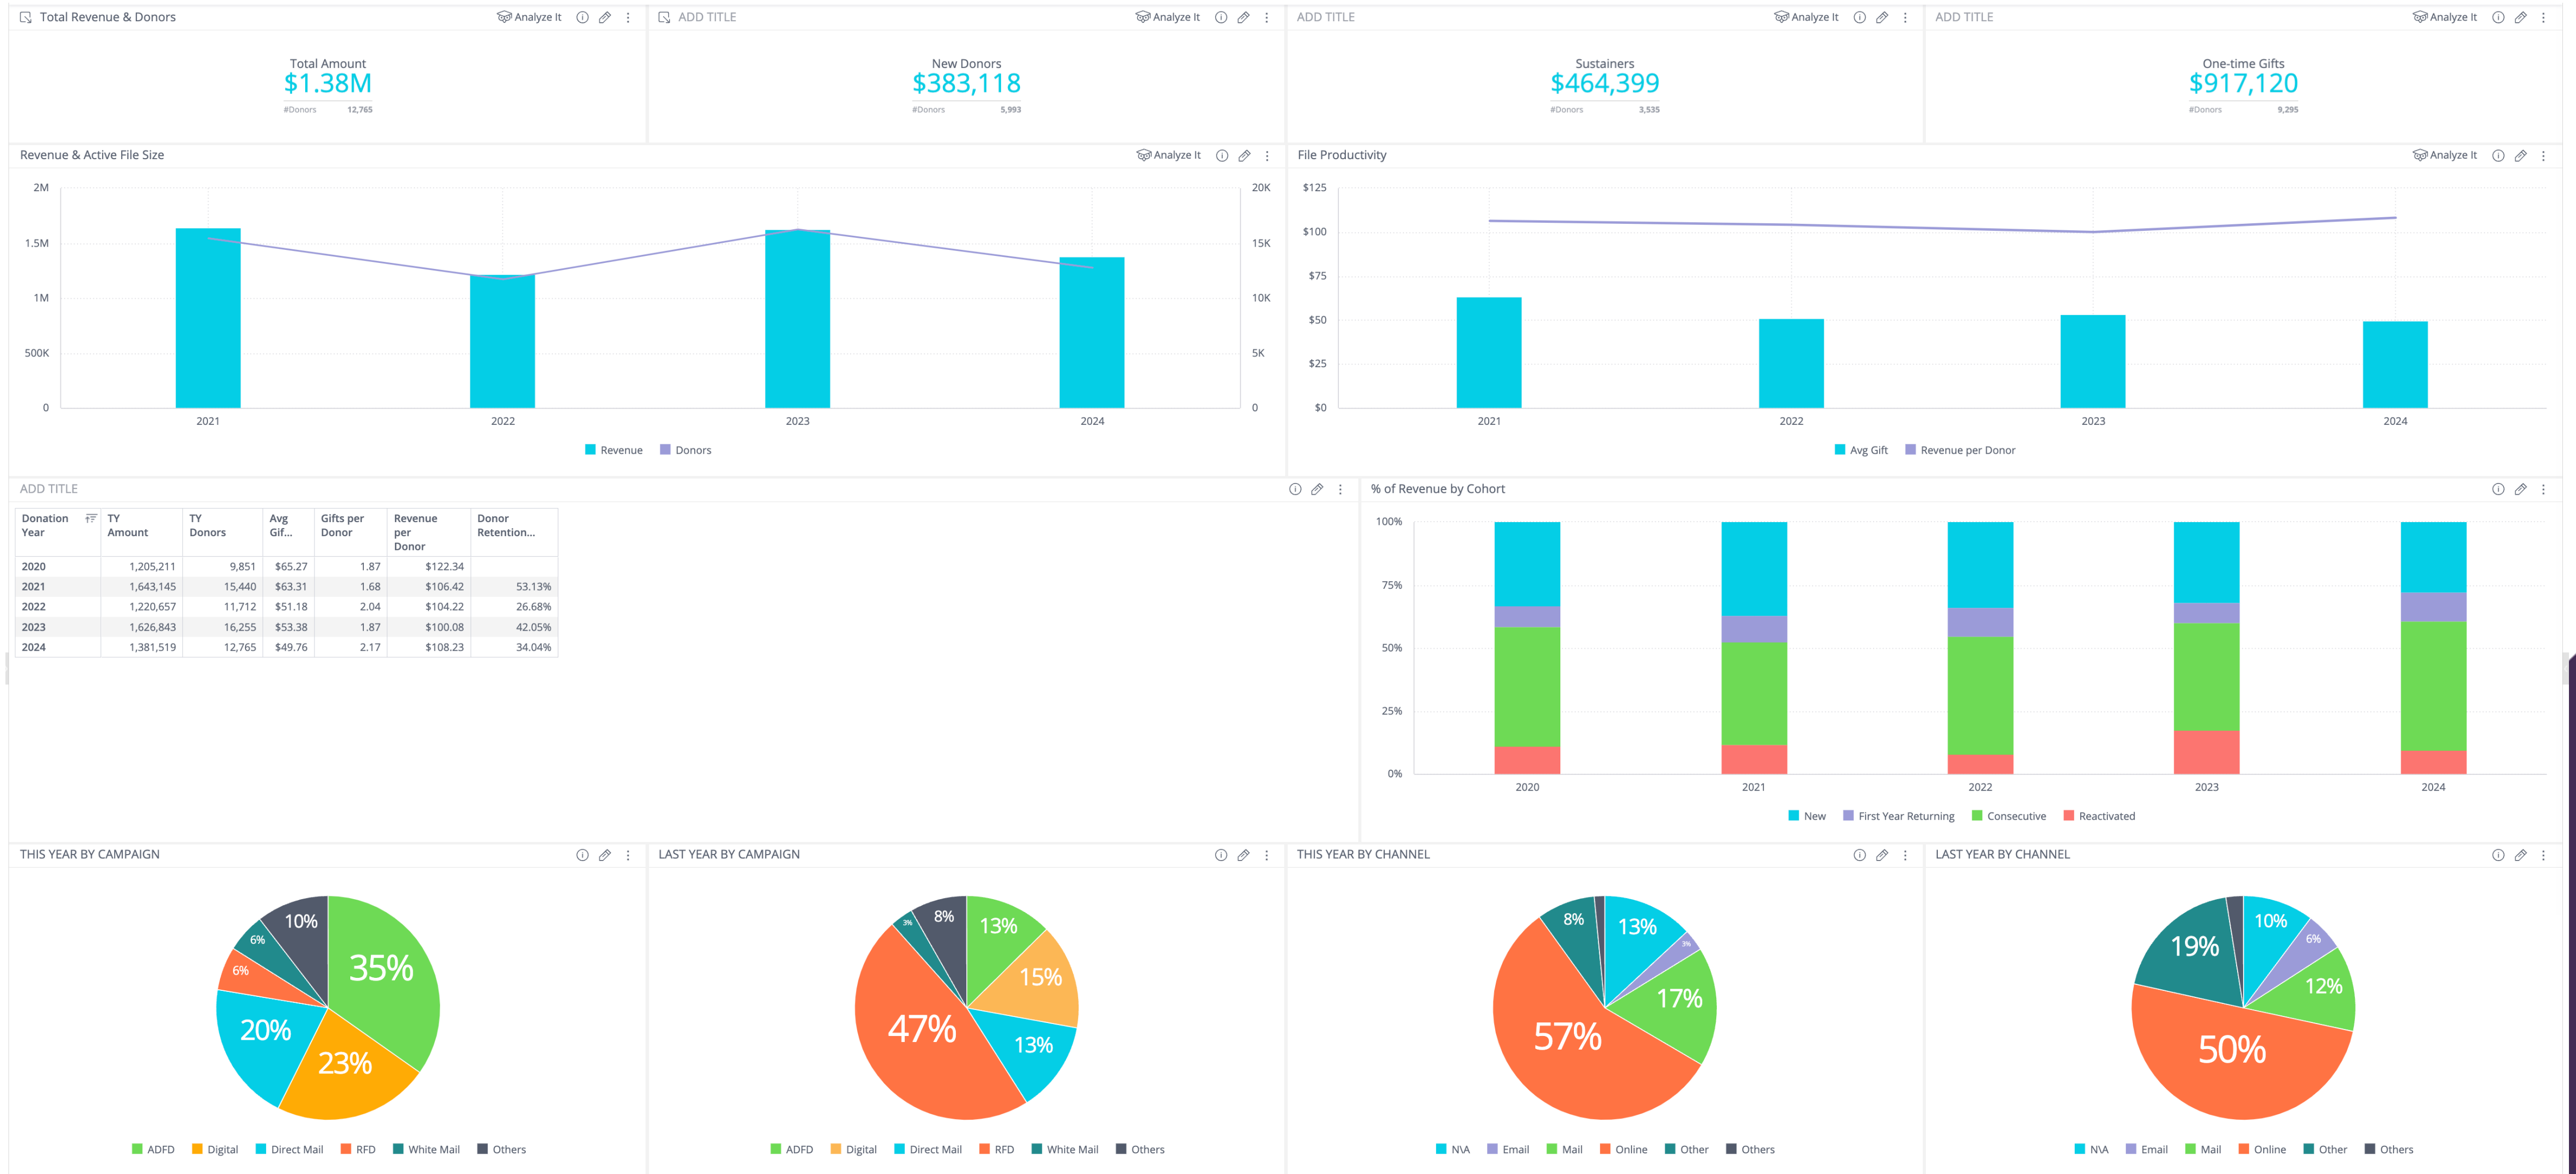 Total Revenue & Donors
Analyze It
ADD TITLE
Analyze It
ADD TITLE
Analyze It
ADD TITLE
Analyze It
Total Amount
$1.38M
#Donors 12,765
New Donors
$383,118
#Donors 5,993
Sustainers
$464,399
#Donors 3,535
One-time Gifts
$917,120
#Donors 9,295
Revenue & Active File Size
Analyze It
2M
1.5M
1M
500K
0
20K
15K
10K
5K
0
2021 2022 2023 2024
Revenue Donors
File Productivity
Analyze It
$125
$100
$75
$50
$25
$0
2021 2022 2023 2024
Avg Gift Revenue per Donor
ADD TITLE
Donation Year TY Amount TY Donors Avg Gif... Gifts per Donor Revenue per Donor Donor Retention...
2020 1,205,211 9,851 $65.27 1.87 $122.34
2021 1,643,145 15,440 $63.31 1.68 $106.42 53.13%
2022 1,220,657 11,712 $51.18 2.04 $104.22 26.68%
2023 1,626,843 16,255 $53.38 1.87 $100.08 42.05%
2024 1,381,519 12,765 $49.76 2.17 $108.23 34.04%
% of Revenue by Cohort
100%
75%
50%
25%
0%
2020 2021 2022 2023 2024
New First Year Returning Consecutive Reactivated
THIS YEAR BY CAMPAIGN
10%
6%
6%
35%
20%
23%
ADFD Digital Direct Mail RFD White Mail Others
LAST YEAR BY CAMPAIGN
8%
3%
13%
15%
47%
13%
ADFD Digital Direct Mail RFD White Mail Others
THIS YEAR BY CHANNEL
8%
13%
3%
17%
57%
N\A Email Mail Online Other Others
LAST YEAR BY CHANNEL
10%
6%
19%
12%
50%
N\A Email Mail Online Other Others